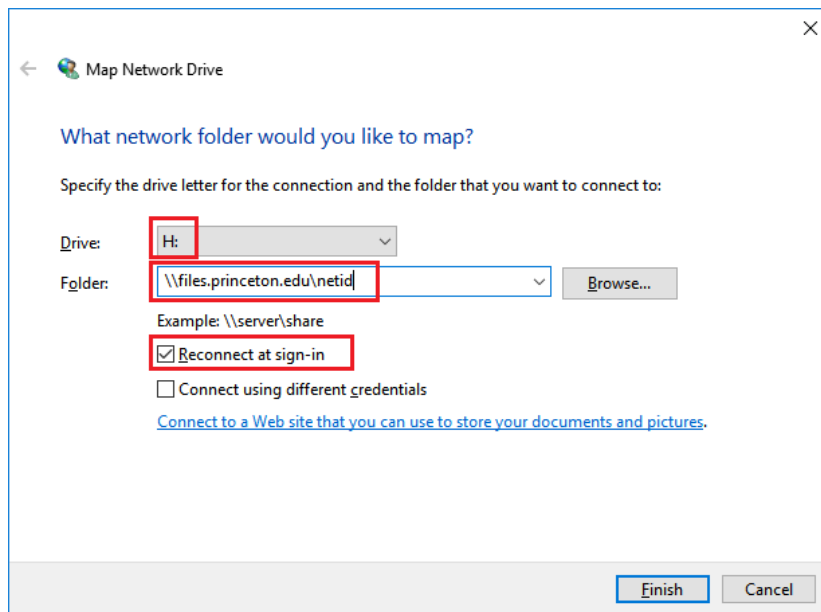 Map Network Drive
What network folder would you like to map?
Specify the drive letter for the connection and the folder that you want to connect to:
Drive: H:
Folder: \\files.princeton.edu\netid Browse...
Example: \\server\share
Reconnect at sign-in
Connect using different credentials
Connect to a Web site that you can use to store your documents and pictures.
Finish Cancel